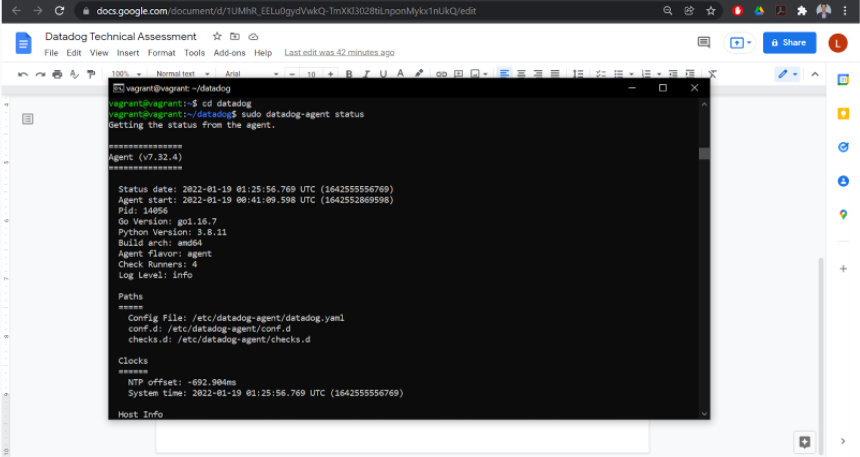 docs.google.com/document/d/1UMhR_EELu0gydVwkQ-TmXKl3028tiLnponMykx1nUkQ/edit
Datadog Technical Assessment
File Edit View Insert Format Tools Add-ons Help Last edit was 42 minutes ago
Share
L
100% Normal text Arial 10 B I U A
vagrant@vagrant: ~/datadog
vagrant@vagrant:~$ cd datadog
vagrant@vagrant:~/datadog$ sudo datadog-agent status
Getting the status from the agent.
===============
Agent (v7.32.4)
===============
Status date: 2022-01-19 01:25:56.769 UTC (1642555556769)
Agent start: 2022-01-19 00:41:09.598 UTC (1642552869598)
Pid: 14056
Go Version: go1.16.7
Python Version: 3.8.11
Build arch: amd64
Agent flavor: agent
Check Runners: 4
Log Level: info
Paths
=====
Config File: /etc/datadog-agent/datadog.yaml
conf.d: /etc/datadog-agent/conf.d
checks.d: /etc/datadog-agent/checks.d
Clocks
======
NTP offset: -692.904ms
System time: 2022-01-19 01:25:56.769 UTC (1642555556769)
Host Info